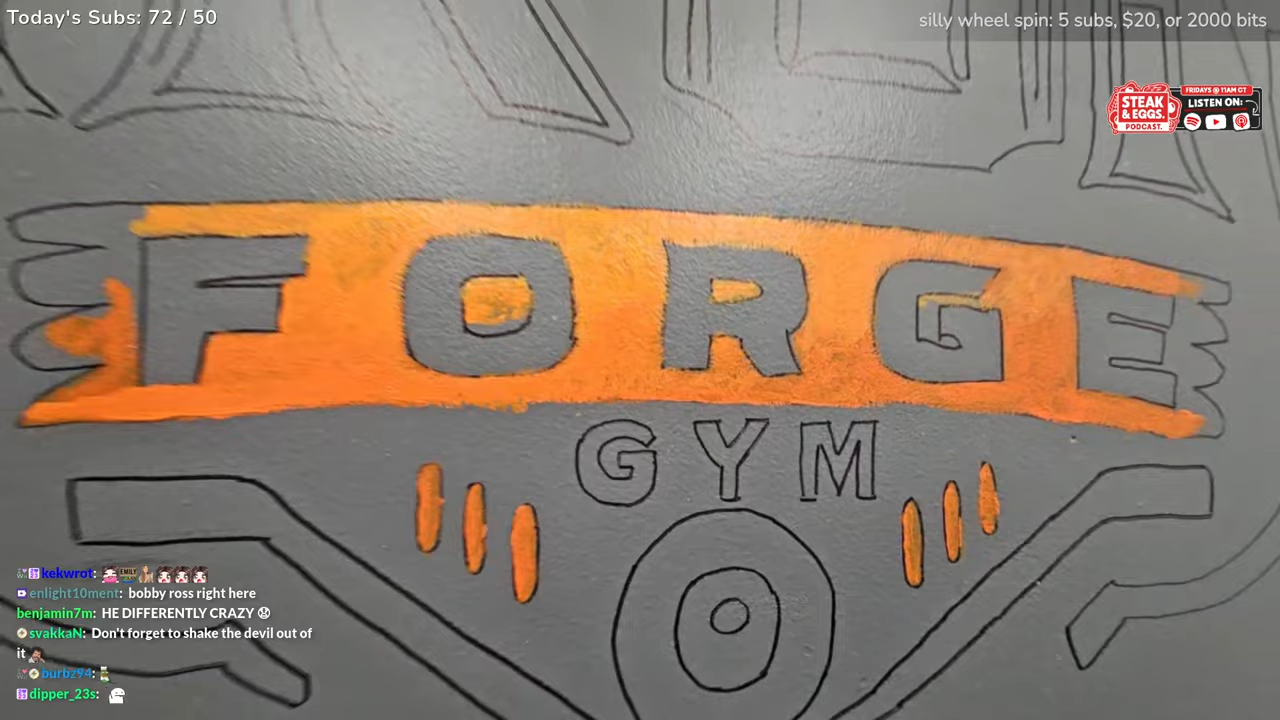 Today's Subs: 72 / 50
silly wheel spin: 5 subs, $20, or 2000 bits
FRIDAYS @ 11AM CT
STEAK & EGGS. PODCAST.
LISTEN ON:
FORGE
GYM
kekwrot: EMILY
enlight10ment: bobby ross right here
benjamin7m: HE DIFFERENTLY CRAZY 😧
svakkaN: Don't forget to shake the devil out of
it
burbz94:
dipper_23s: